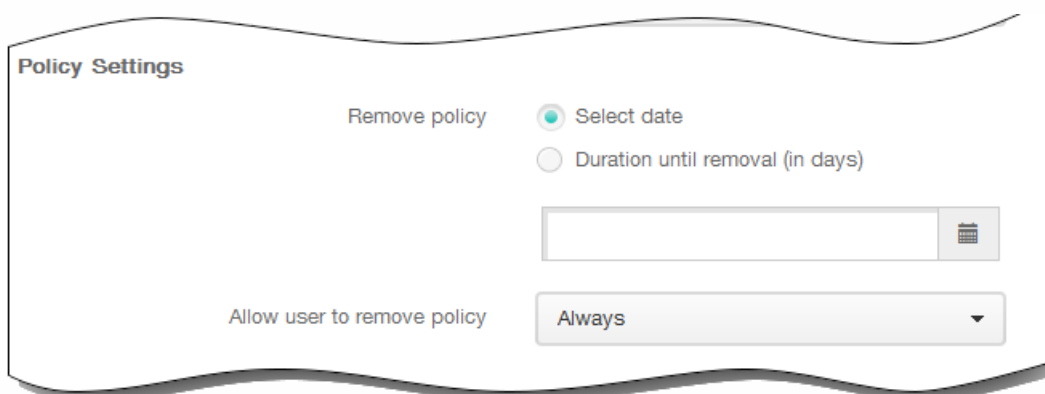 Policy Settings
Remove policy
Select date
Duration until removal (in days)
Allow user to remove policy
Always